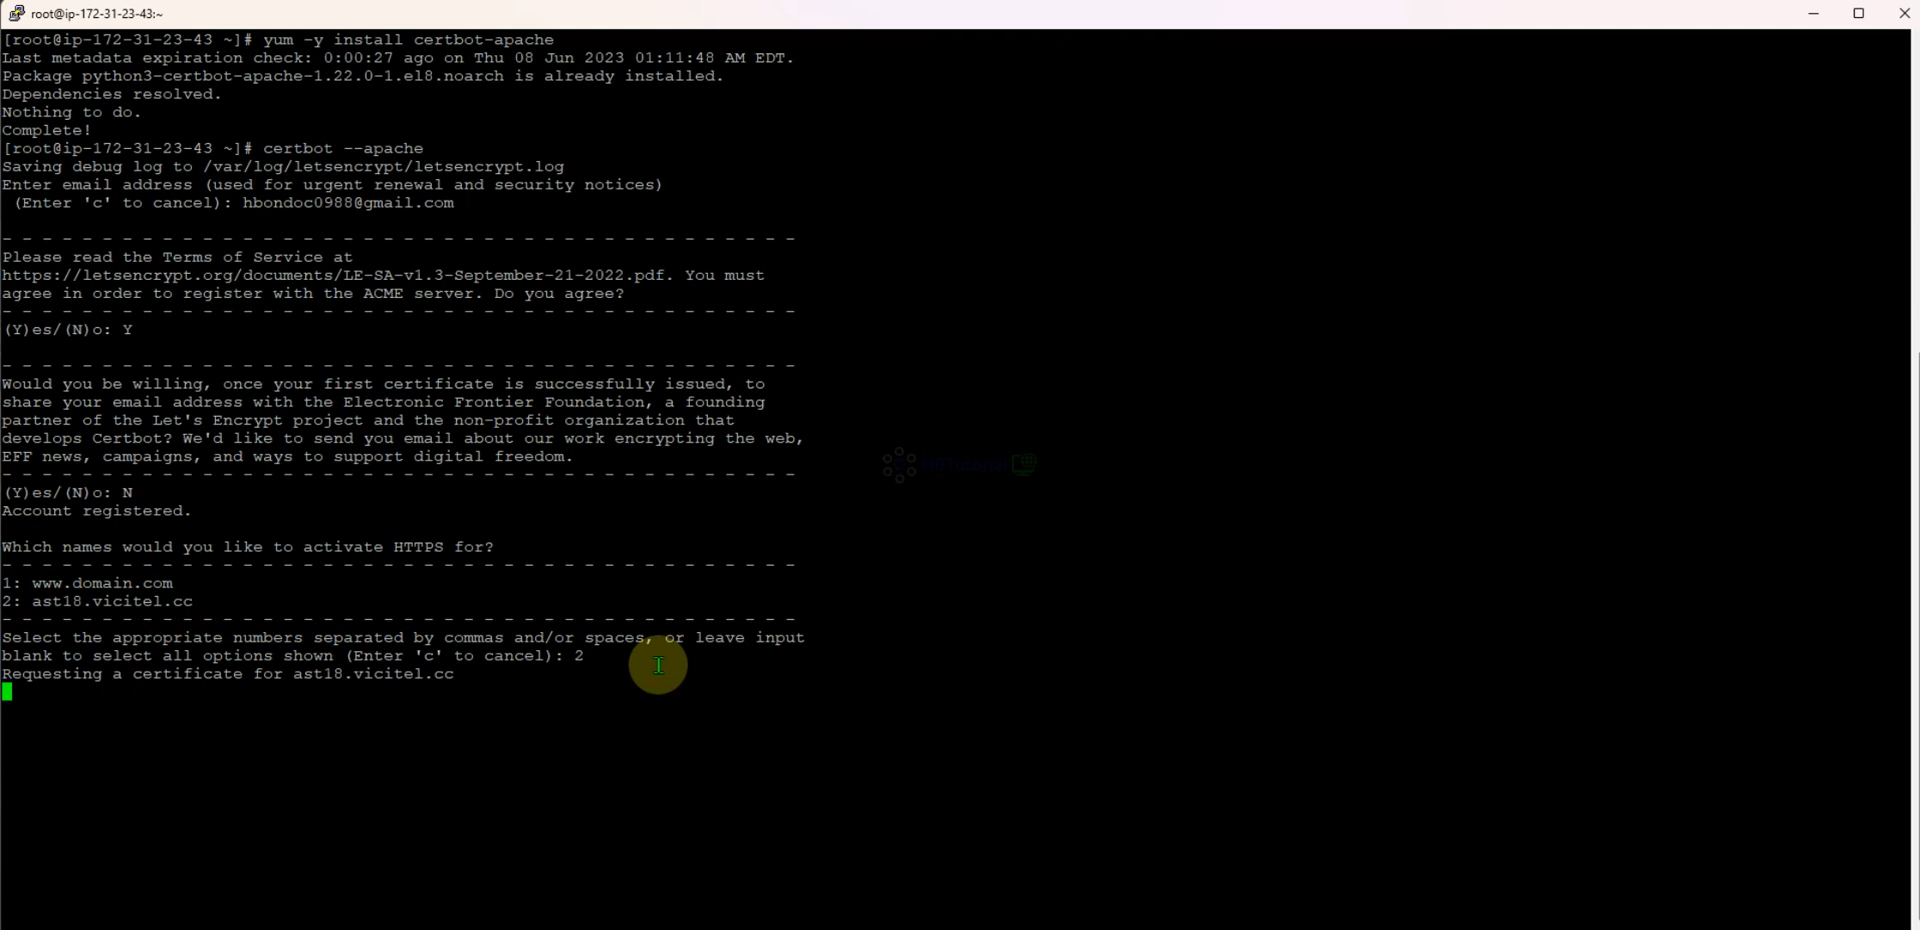 root@ip-172-31-23-43:~
[root@ip-172-31-23-43 ~]# yum -y install certbot-apache
Last metadata expiration check: 0:00:27 ago on Thu 08 Jun 2023 01:11:48 AM EDT.
Package python3-certbot-apache-1.22.0-1.el8.noarch is already installed.
Dependencies resolved.
Nothing to do.
Complete!
[root@ip-172-31-23-43 ~]# certbot --apache
Saving debug log to /var/log/letsencrypt/letsencrypt.log
Enter email address (used for urgent renewal and security notices)
(Enter 'c' to cancel): hbondoc0988@gmail.com
- - - - - - - - - - - - - - - - - - - - - - - - - - - - - - - - - - - - - - - -
Please read the Terms of Service at
https://letsencrypt.org/documents/LE-SA-v1.3-September-21-2022.pdf. You must
agree in order to register with the ACME server. Do you agree?
- - - - - - - - - - - - - - - - - - - - - - - - - - - - - - - - - - - - - - - -
(Y)es/(N)o: Y
- - - - - - - - - - - - - - - - - - - - - - - - - - - - - - - - - - - - - - - -
Would you be willing, once your first certificate is successfully issued, to
share your email address with the Electronic Frontier Foundation, a founding
partner of the Let's Encrypt project and the non-profit organization that
develops Certbot? We'd like to send you email about our work encrypting the web,
EFF news, campaigns, and ways to support digital freedom.
- - - - - - - - - - - - - - - - - - - - - - - - - - - - - - - - - - - - - - - -
(Y)es/(N)o: N
Account registered.
Which names would you like to activate HTTPS for?
- - - - - - - - - - - - - - - - - - - - - - - - - - - - - - - - - - - - - - - -
1: www.domain.com
2: ast18.vicitel.cc
- - - - - - - - - - - - - - - - - - - - - - - - - - - - - - - - - - - - - - - -
Select the appropriate numbers separated by commas and/or spaces, or leave input
blank to select all options shown (Enter 'c' to cancel): 2
Requesting a certificate for ast18.vicitel.cc